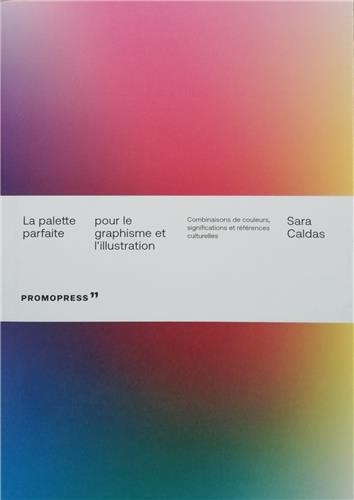 La palette
parfaite
pour le
graphisme et
l'illustration
Combinaisons de couleurs,
significations et références
culturelles
Sara
Caldas
PROMOPRESS"